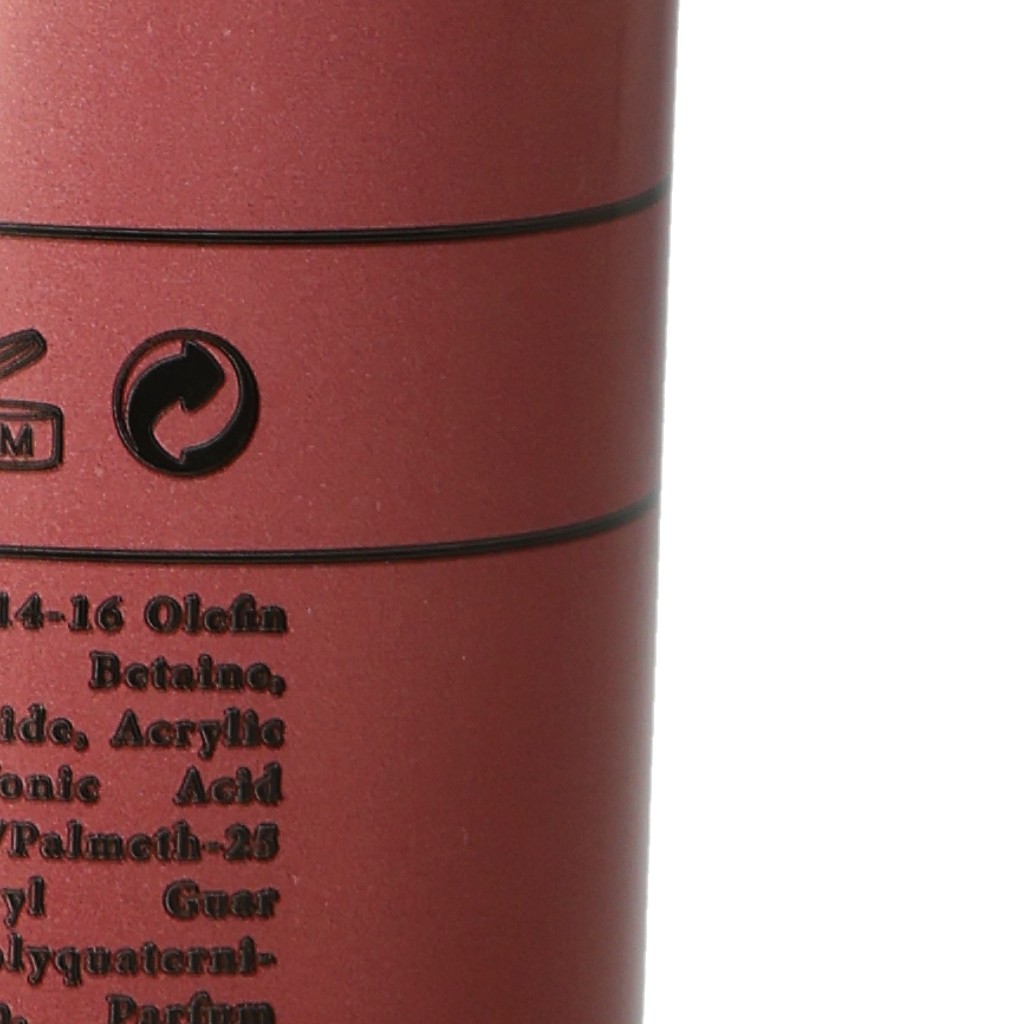 M
14-16 Olefin
Betaine,
ide, Acrylic
onic Acid
/Palmeth-25
yl Guar
olyquaterni-
Parfum